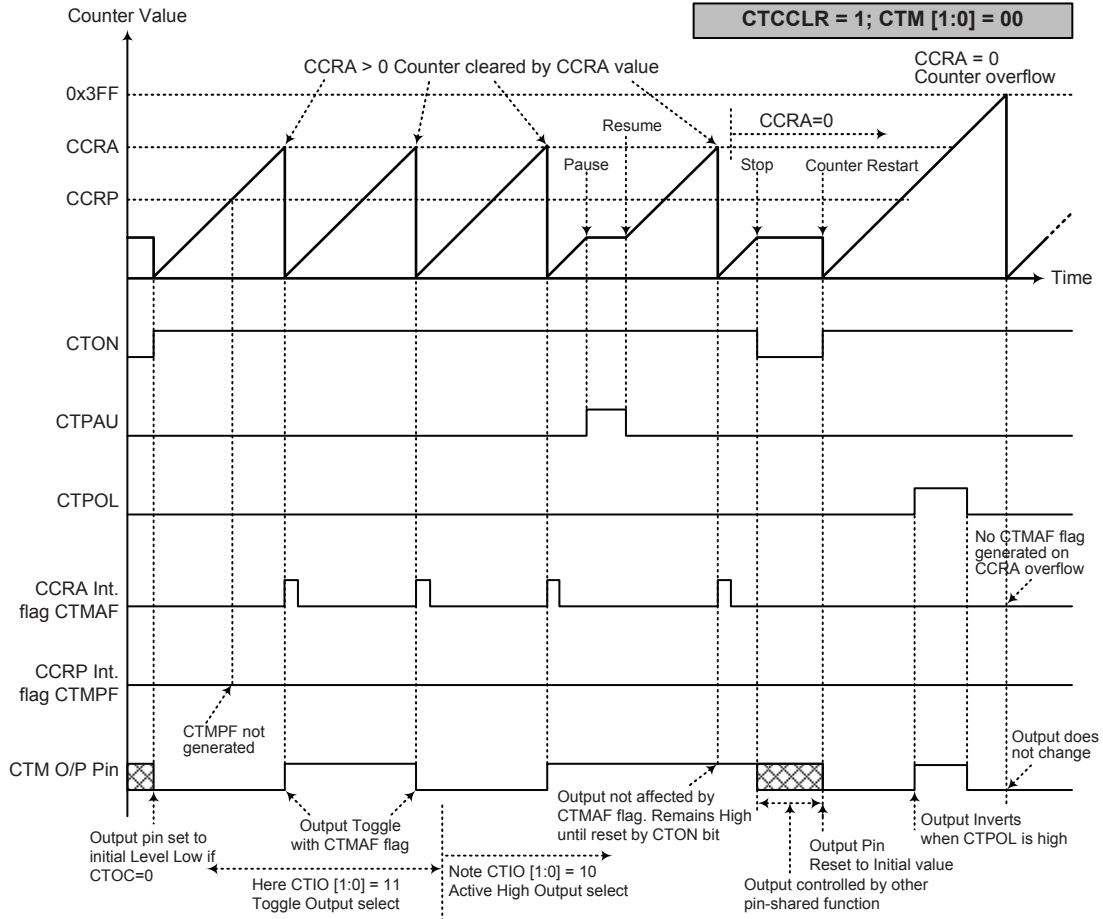 Counter Value
CTCCLR = 1; CTM [1:0] = 00
CCRA > 0 Counter cleared by CCRA value
CCRA = 0
Counter overflow
0x3FF
CCRA
CCRP
Resume
CCRA=0
Pause
Stop
Counter Restart
Time
CTON
CTPAU
CTPOL
No CTMAF flag
generated on
CCRA overflow
CCRA Int.
flag CTMAF
CCRP Int.
flag CTMPF
CTMPF not
generated
CTM O/P Pin
Output does
not change
Output pin set to
initial Level Low if
CTOC=0
Output Toggle
with CTMAF flag
Output not affected by
CTMAF flag. Remains High
until reset by CTON bit
Output Inverts
when CTPOL is high
Output Pin
Reset to Initial value
Here CTIO [1:0] = 11
Toggle Output select
Note CTIO [1:0] = 10
Active High Output select
Output controlled by other
pin-shared function